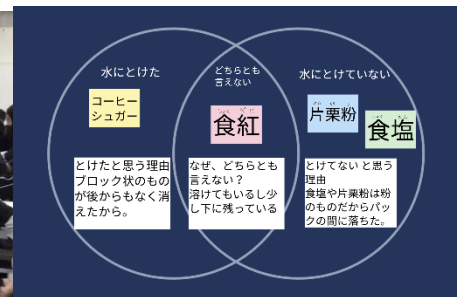 水にとけた
どちらとも
言えない
水にとけていない
コーヒー
シュガー
食紅
片栗粉
食塩
とけたと思う理由
ブロック状のもの
が後からもなく消
えたから。
なぜ、どちらとも
言えない？
溶けてもいるし少
し下に残っている
とけてない と思う
理由
食塩や片栗粉は粉
のものだからパッ
クの間に落ちた。